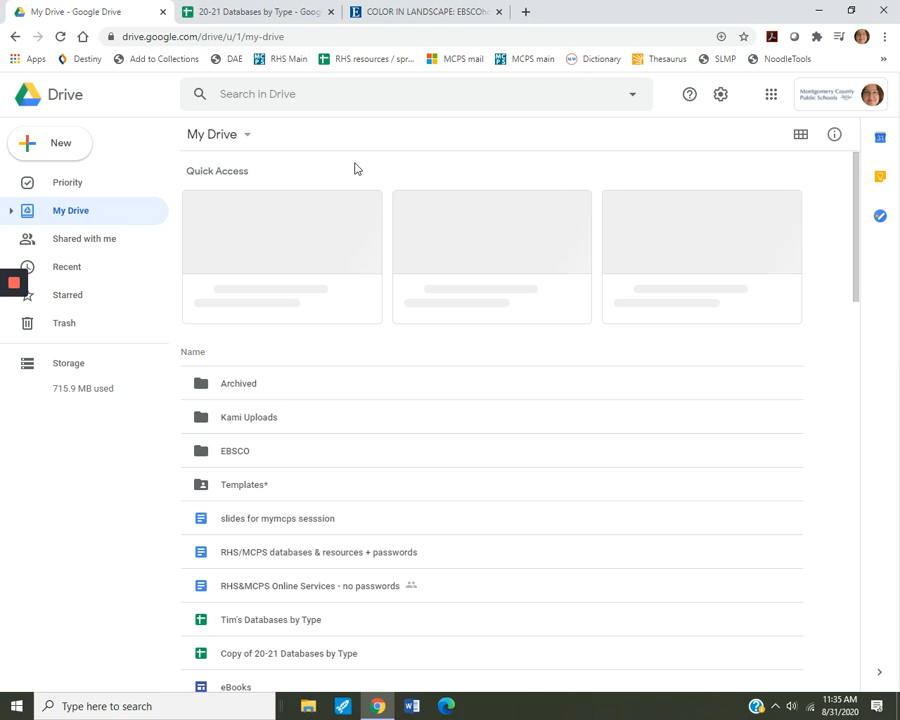 My Drive - Google Drive
20-21 Databases by Type - Goog
COLOR IN LANDSCAPE: EBSCOh
drive.google.com/drive/u/1/my-drive
Apps
Destiny
Add to Collections
DAE
RHS Main
RHS resources / spr...
MCPS mail
MCPS main
Dictionary
Thesaurus
SLMP
NoodleTools
»
Drive
Search in Drive
Montgomery County
Public Schools
New
My Drive
Quick Access
Priority
My Drive
Shared with me
Recent
Starred
Trash
Storage
715.9 MB used
Name
Archived
Kami Uploads
EBSCO
Templates*
slides for mymcps sesssion
RHS/MCPS databases & resources + passwords
RHS&MCPS Online Services - no passwords
Tim's Databases by Type
Copy of 20-21 Databases by Type
eBooks
Type here to search
11:35 AM
8/31/2020